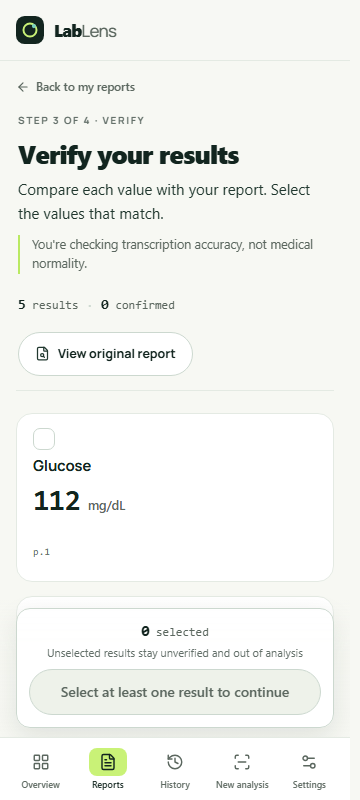 LabLens
Back to my reports
STEP 3 OF 4 · VERIFY
Verify your results
Compare each value with your report. Select
the values that match.
You're checking transcription accuracy, not medical
normality.
5 results · 0 confirmed
View original report
Glucose
112 mg/dL
p.1
0 selected
Unselected results stay unverified and out of analysis
Select at least one result to continue
Overview Reports History New analysis Settings